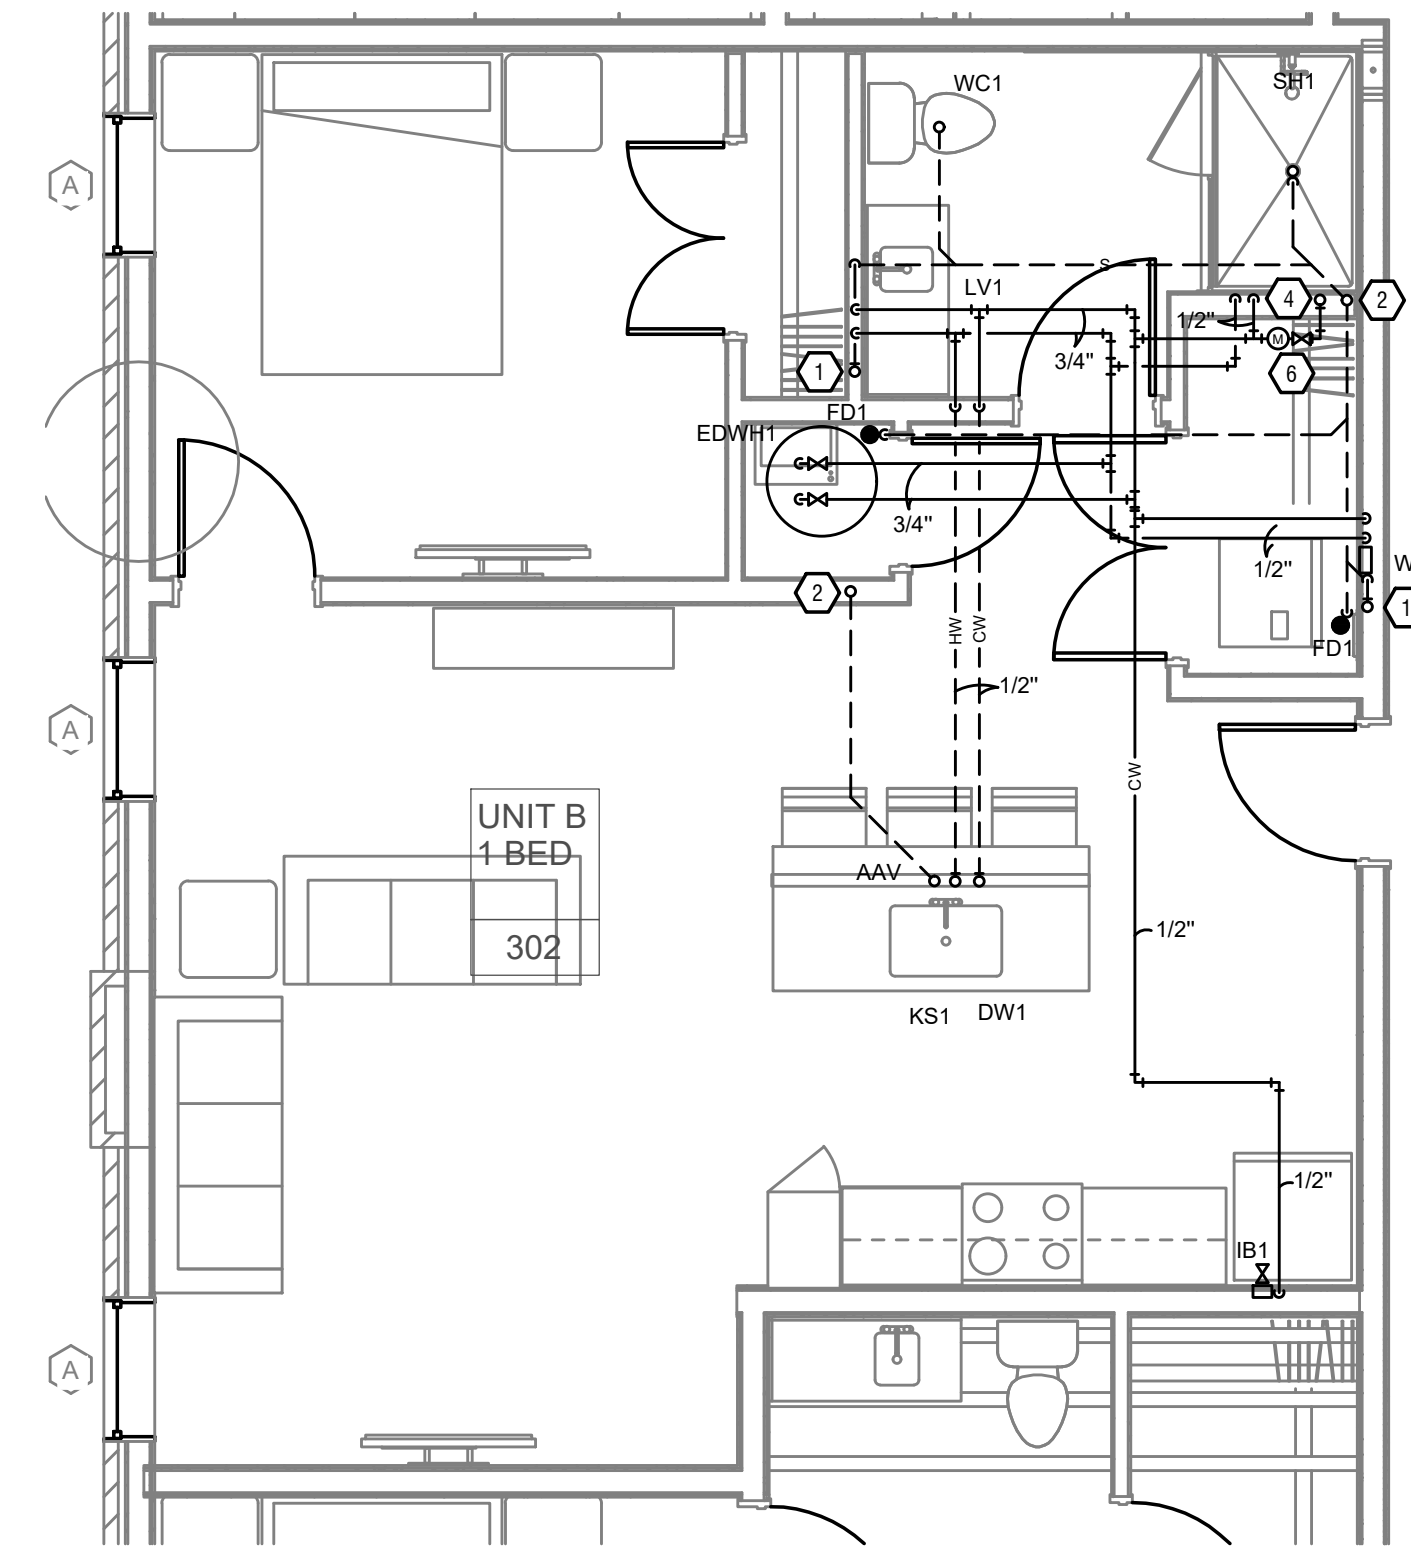 WC1
SH1
A
S
LV1
4
2
1/2"
M
3/4"
6
1
FD1
EDWH1
3/4"
1/2"
W
2
1
HW
CW
FD1
1/2"
A
CW
UNIT B
1 BED
AAV
302
1/2"
KS1
DW1
1/2"
IB1
A